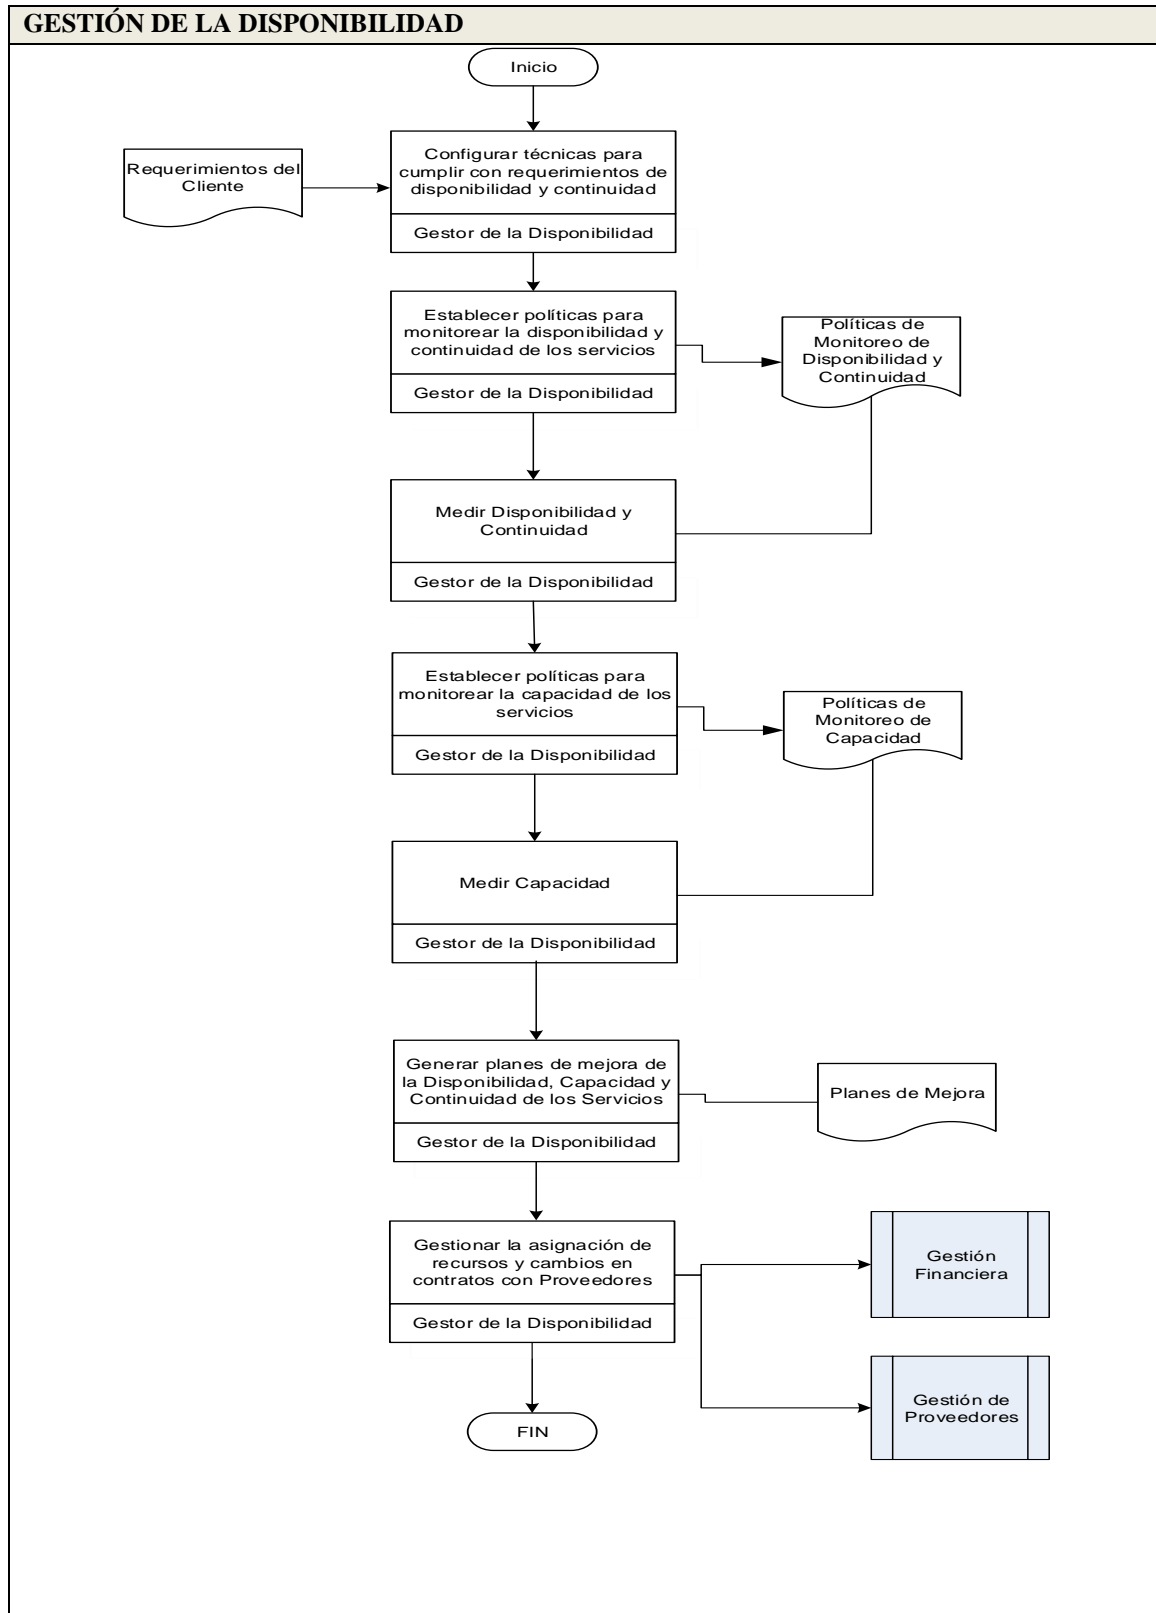 GESTIÓN DE LA DISPONIBILIDAD
Inicio
Requerimientos del
Cliente
Configurar técnicas para
cumplir con requerimientos de
disponibilidad y continuidad
Gestor de la Disponibilidad
Establecer políticas para
monitorear la disponibilidad y
continuidad de los servicios
Gestor de la Disponibilidad
Políticas de
Monitoreo de
Disponibilidad y
Continuidad
Medir Disponibilidad y
Continuidad
Gestor de la Disponibilidad
Establecer políticas para
monitorear la capacidad de los
servicios
Gestor de la Disponibilidad
Políticas de
Monitoreo de
Capacidad
Medir Capacidad
Gestor de la Disponibilidad
Generar planes de mejora de
la Disponibilidad, Capacidad y
Continuidad de los Servicios
Gestor de la Disponibilidad
Planes de Mejora
Gestionar la asignación de
recursos y cambios en
contratos con Proveedores
Gestor de la Disponibilidad
Gestión
Financiera
Gestión de
Proveedores
FIN